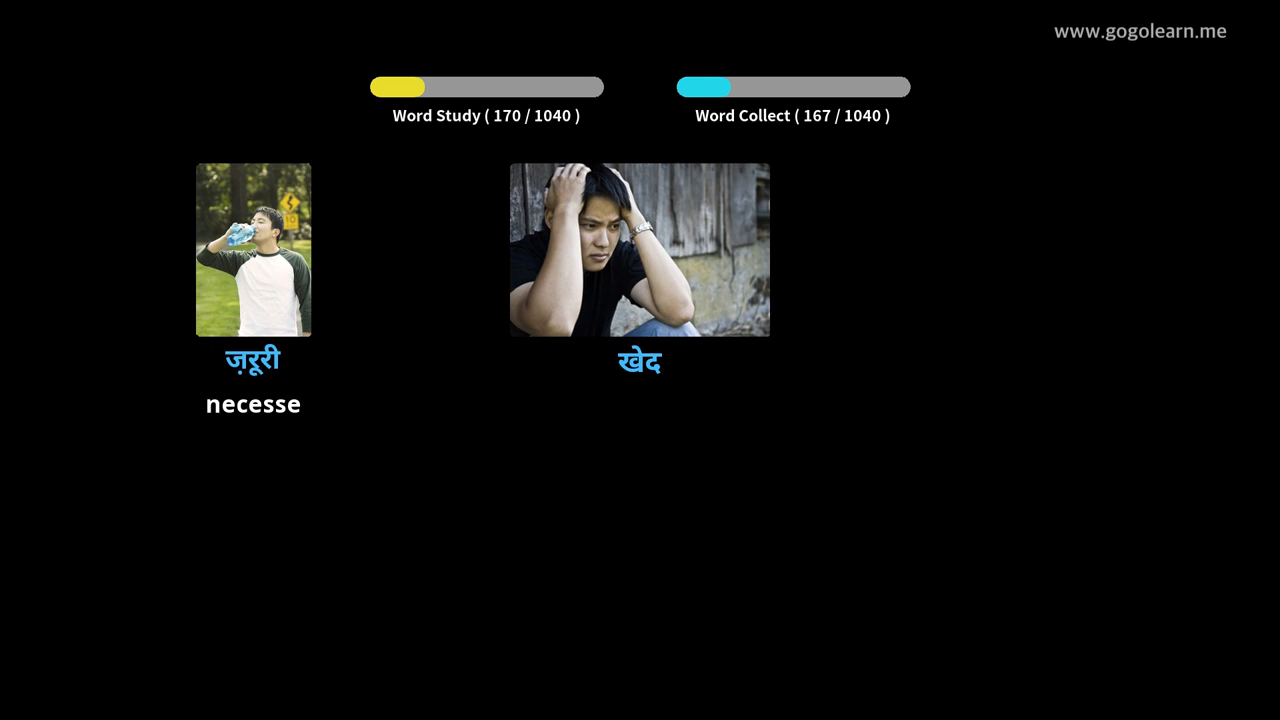 www.gogolearn.me
Word Study ( 170 / 1040 )
Word Collect ( 167 / 1040 )
ज़रूरी
necesse
खेद